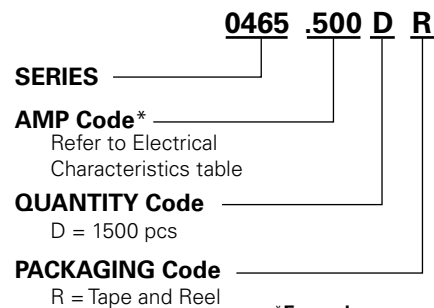 0465 .500 D R
SERIES
AMP Code*
Refer to Electrical
Characteristics table
QUANTITY Code
D = 1500 pcs
PACKAGING Code
R = Tape and Reel